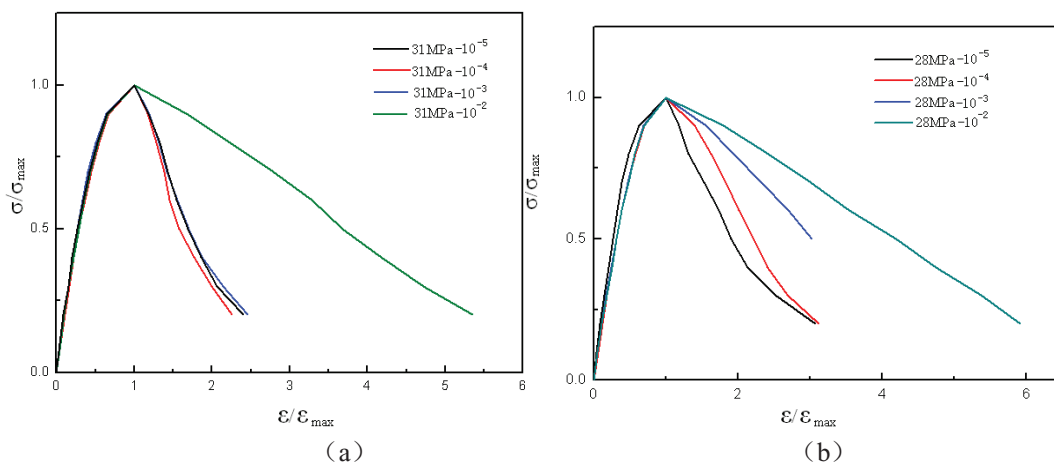 31MPa-10⁻⁵
31MPa-10⁻⁴
31MPa-10⁻³
31MPa-10⁻²
1.0
0.5
0.0
σ/σmax
0 1 2 3 4 5 6
ε/εmax
(a)
28MPa-10⁻⁵
28MPa-10⁻⁴
28MPa-10⁻³
28MPa-10⁻²
1.0
0.5
0.0
σ/σmax
0 2 4 6
ε/εmax
(b)